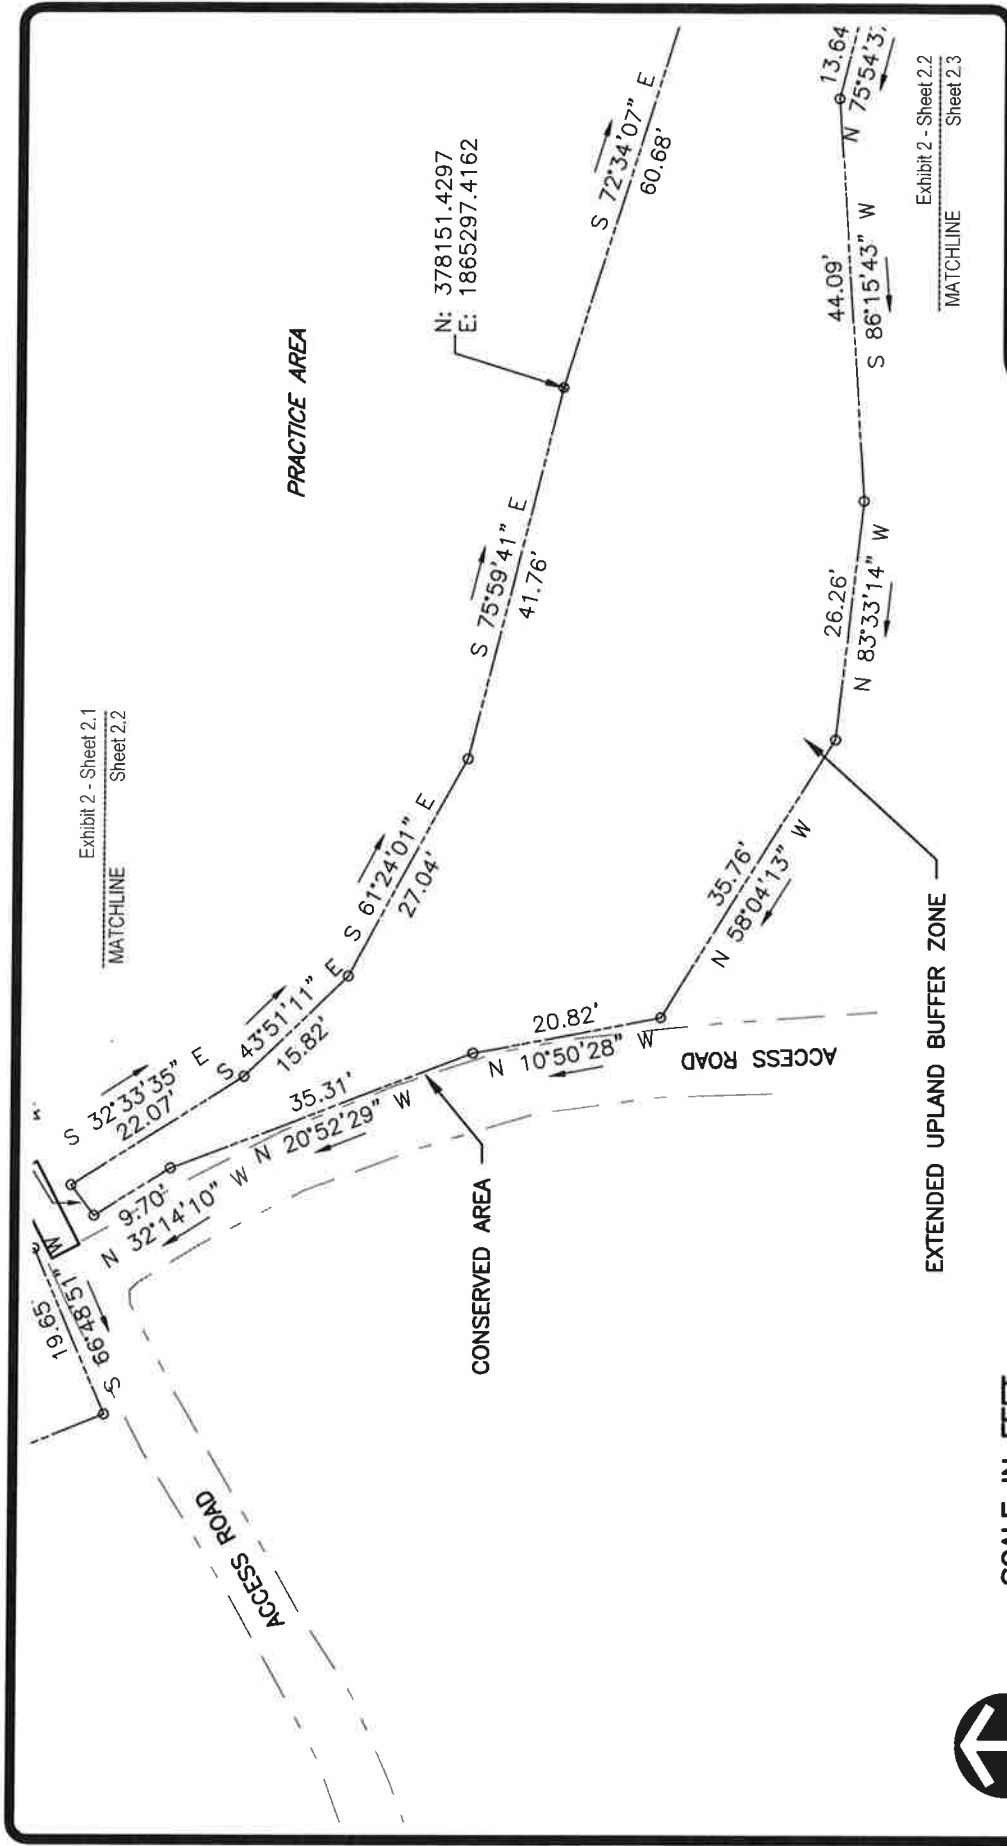 Exhibit 2 - Sheet 2.1
MATCHLINE
Sheet 2.2
PRACTICE AREA
N: 378151.4297
E: 1865297.4162
S 32°33'35" E
22.07'
S 43°51'11" E
15.82'
S 61°24'01" E
27.04'
S 75°59'41" E
41.76'
S 72°34'07" E
60.68'
19.65'
S 66°48'51" W
9.70'
N 32°14'10" W
35.31'
N 20°52'29" W
20.82'
N 10°50'28" W
35.76'
N 58°04'13" W
26.26'
N 83°33'14" W
44.09'
S 86°15'43" W
13.64
N 75°54'37
ACCESS ROAD
ACCESS ROAD
CONSERVED AREA
EXTENDED UPLAND BUFFER ZONE
Exhibit 2 - Sheet 2.2
MATCHLINE
Sheet 2.3
SCALE IN FEET